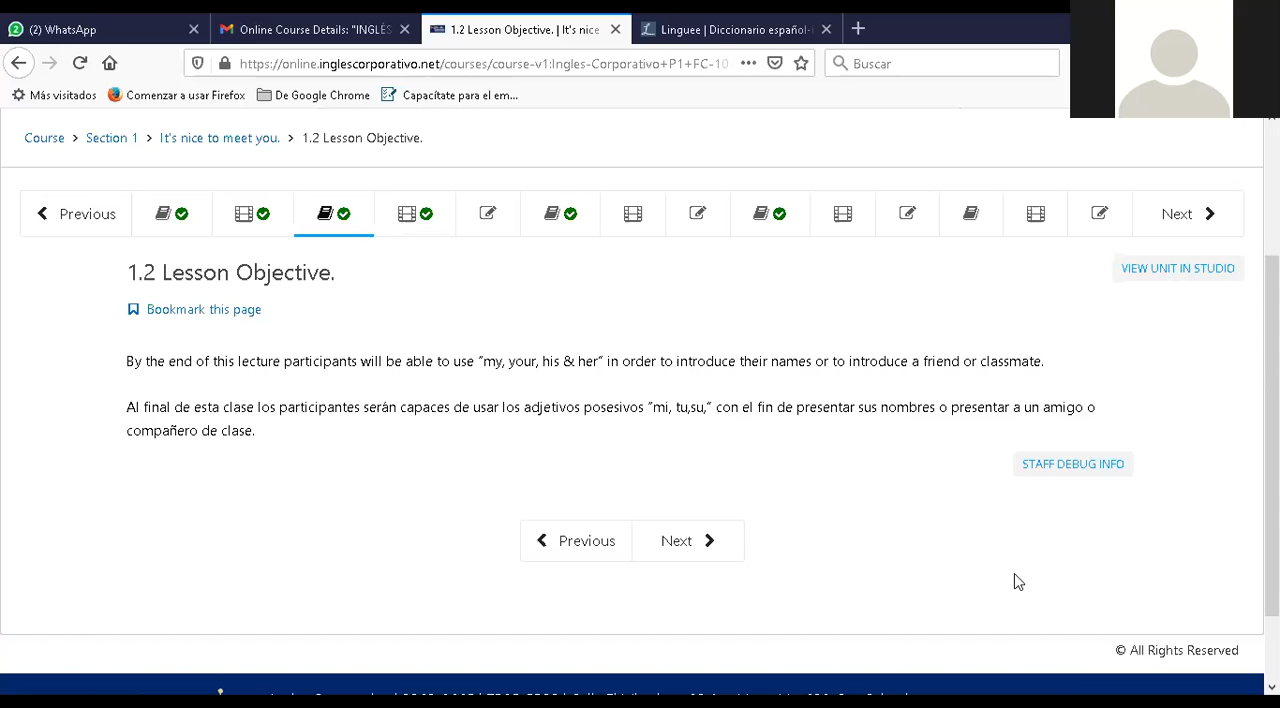 (2) WhatsApp
Online Course Details: "INGLÉS
1.2 Lesson Objective. | It's nice
Linguee | Diccionario español-i
https://online.inglescorporativo.net/courses/course-v1:Ingles-Corporativo+P1+FC-10
Buscar
Más visitados
Comenzar a usar Firefox
De Google Chrome
Capacítate para el em...
Course > Section 1 > It's nice to meet you. > 1.2 Lesson Objective.
Previous
Next
1.2 Lesson Objective.
VIEW UNIT IN STUDIO
Bookmark this page
By the end of this lecture participants will be able to use "my, your, his & her" in order to introduce their names or to introduce a friend or classmate.
Al final de esta clase los participantes serán capaces de usar los adjetivos posesivos "mi, tu,su," con el fin de presentar sus nombres o presentar a un amigo o
compañero de clase.
STAFF DEBUG INFO
Previous
Next
© All Rights Reserved